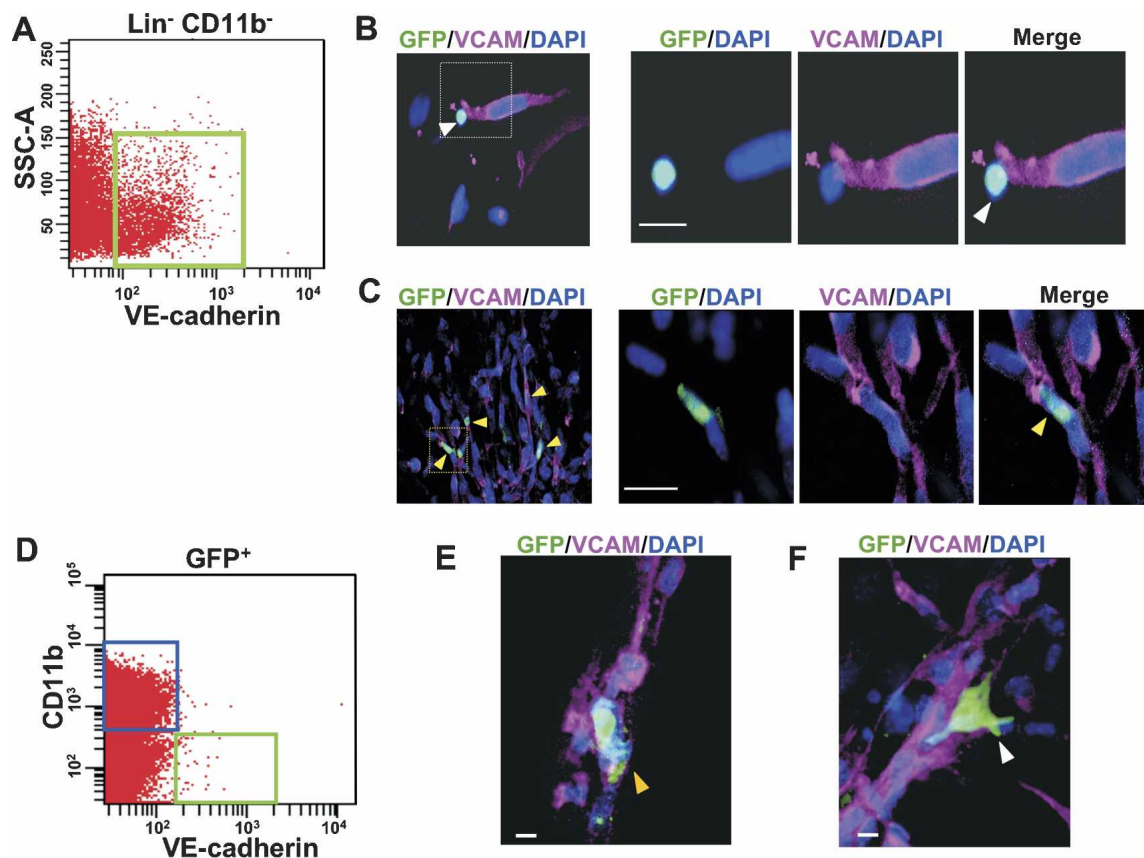 A
Lin⁻ CD11b⁻
SSC-A
250
200
150
100
50
10² 10³ 10⁴
VE-cadherin
B
GFP/VCAM/DAPI
GFP/DAPI
VCAM/DAPI
Merge
C
GFP/VCAM/DAPI
GFP/DAPI
VCAM/DAPI
Merge
D
GFP⁺
CD11b
10⁵
10⁴
10³
10²
10² 10³ 10⁴
VE-cadherin
E
GFP/VCAM/DAPI
F
GFP/VCAM/DAPI